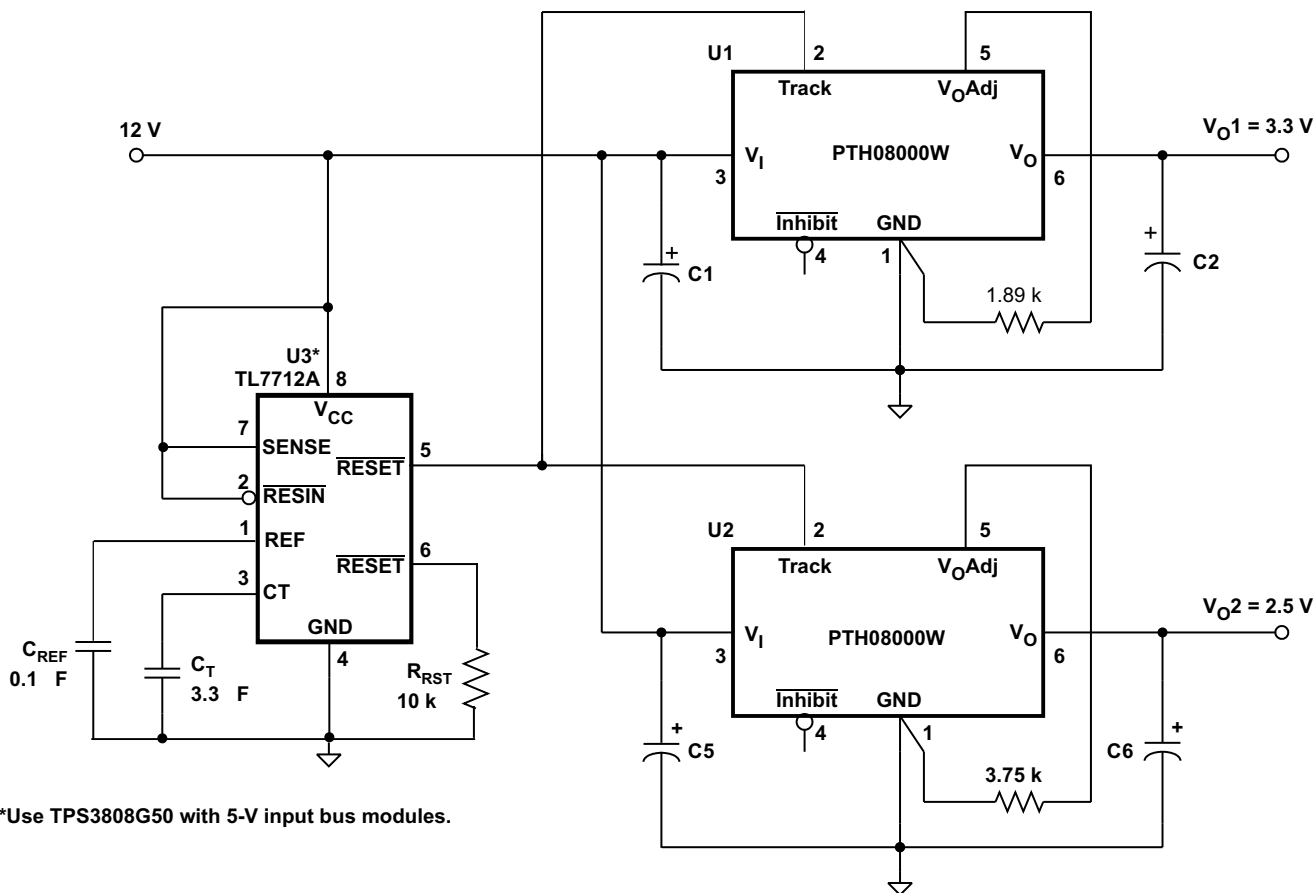 U1
2
5
Track
VOAdj
12 V
VO1 = 3.3 V
VI
PTH08000W
VO
3
6
Inhibit
GND
4
1
C1
C2
1.89 k
U3*
TL7712A
8
VCC
7
SENSE
5
RESET
2
RESIN
1
REF
6
RESET
3
CT
GND
4
CREF
0.1 F
CT
3.3 F
RRST
10 k
U2
2
5
Track
VOAdj
VO2 = 2.5 V
VI
PTH08000W
VO
3
6
Inhibit
GND
4
1
C5
C6
3.75 k
*Use TPS3808G50 with 5-V input bus modules.